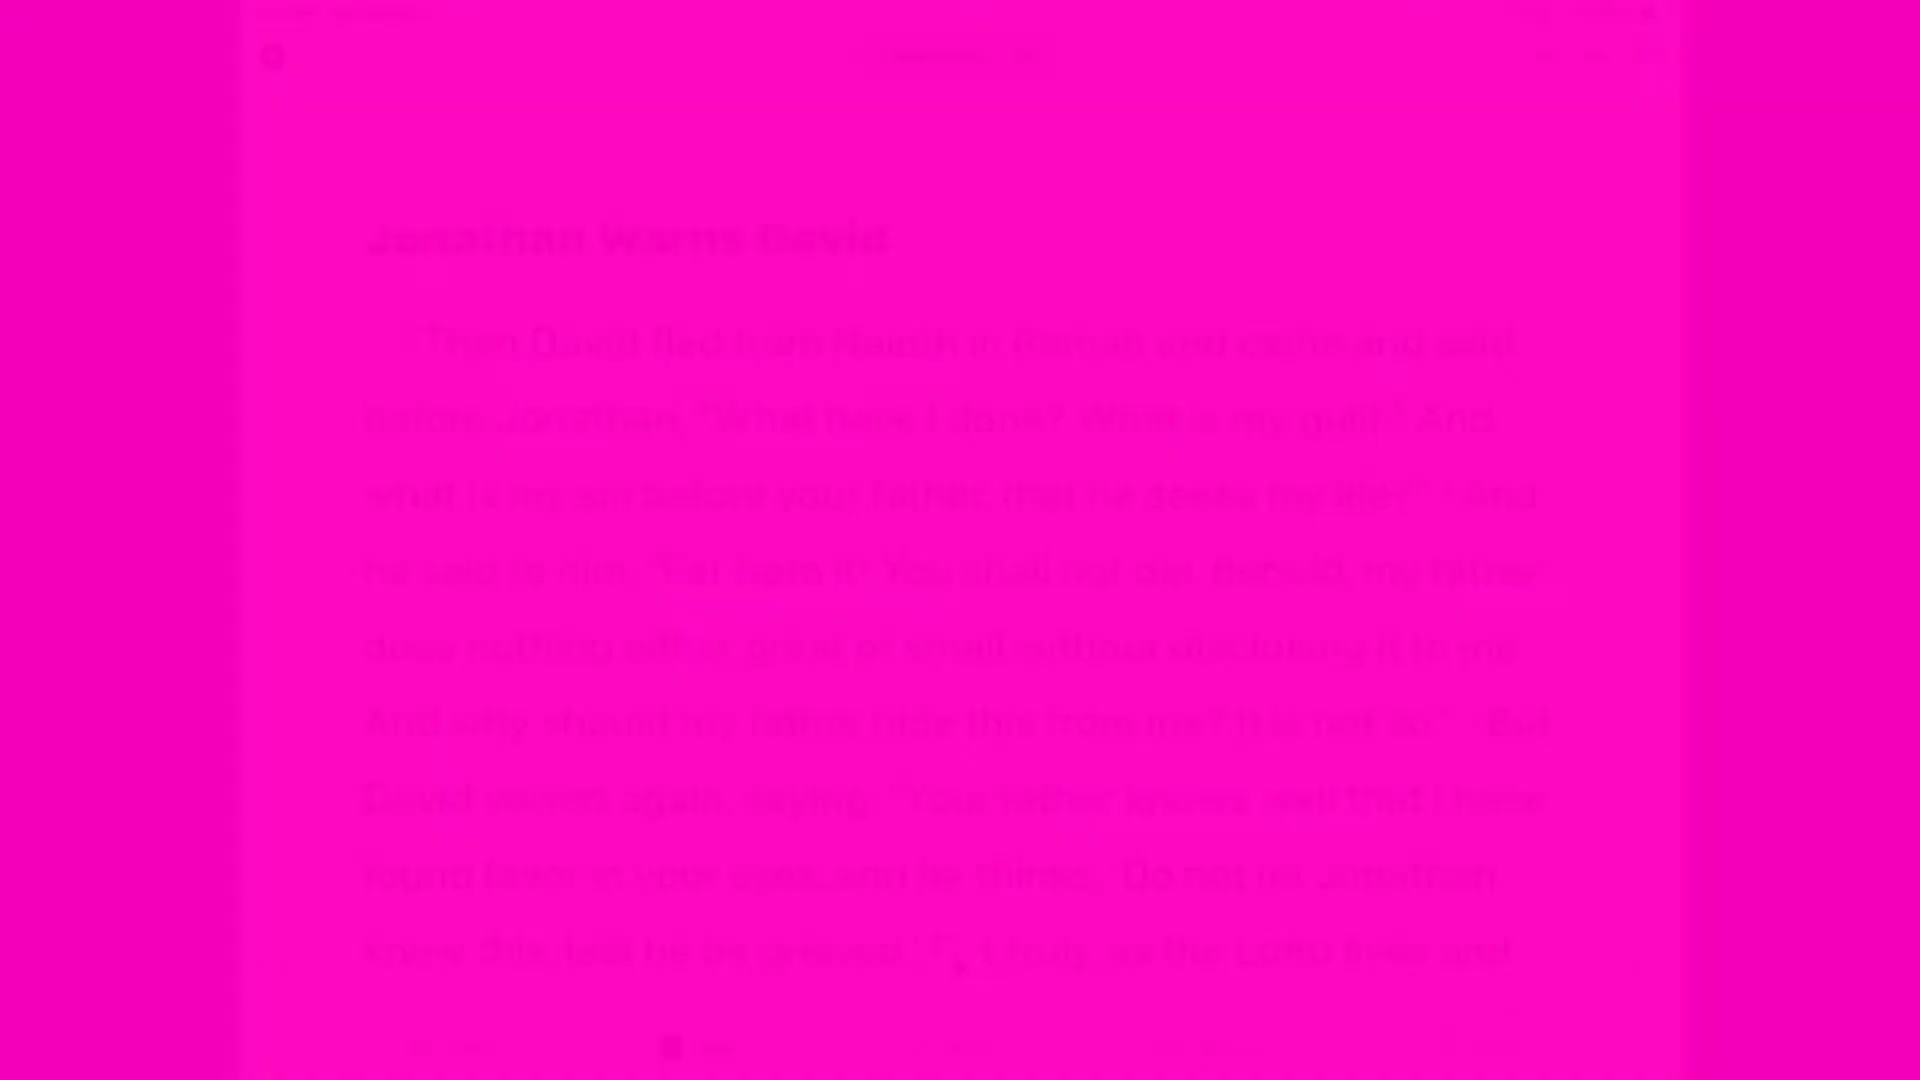 Jonathan Warns David
Then David fled from Naioth in Ramah and came and said
before Jonathan, "What have I done? What is my guilt? And
what is my sin before your father, that he seeks my life?" And
he said to him, "Far from it! You shall not die. Behold, my father
does nothing either great or small without disclosing it to me.
And why should my father hide this from me? It is not so." But
David vowed again, saying, "Your father knows well that I have
found favor in your eyes, and he thinks, 'Do not let Jonathan
know this, lest he be grieved.' truly, as the LORD lives and